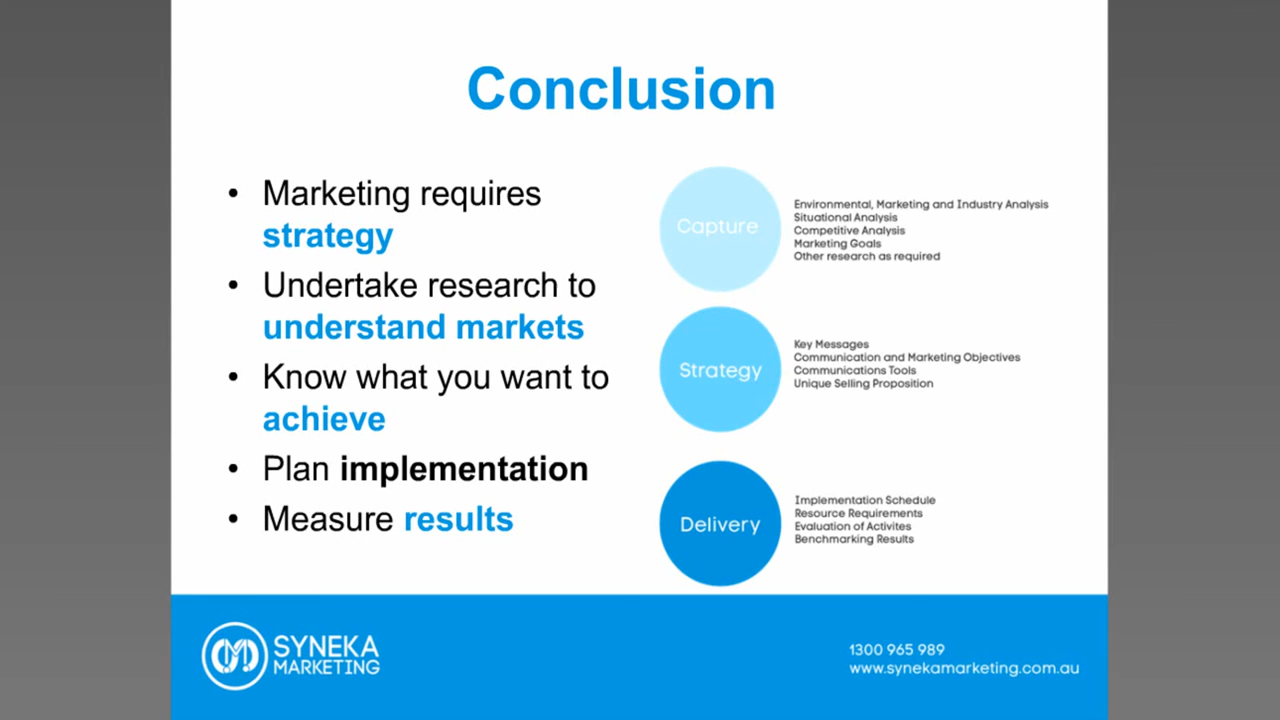 Conclusion
• Marketing requires
strategy
• Undertake research to
understand markets
• Know what you want to
achieve
• Plan implementation
• Measure results
Capture
Environmental, Marketing and Industry Analysis
Situational Analysis
Competitive Analysis
Marketing Goals
Other research as required
Strategy
Key Messages
Communication and Marketing Objectives
Communications Tools
Unique Selling Proposition
Delivery
Implementation Schedule
Resource Requirements
Evaluation of Activites
Benchmarking Results
SYNEKA
MARKETING
1300 965 989
www.synekamarketing.com.au